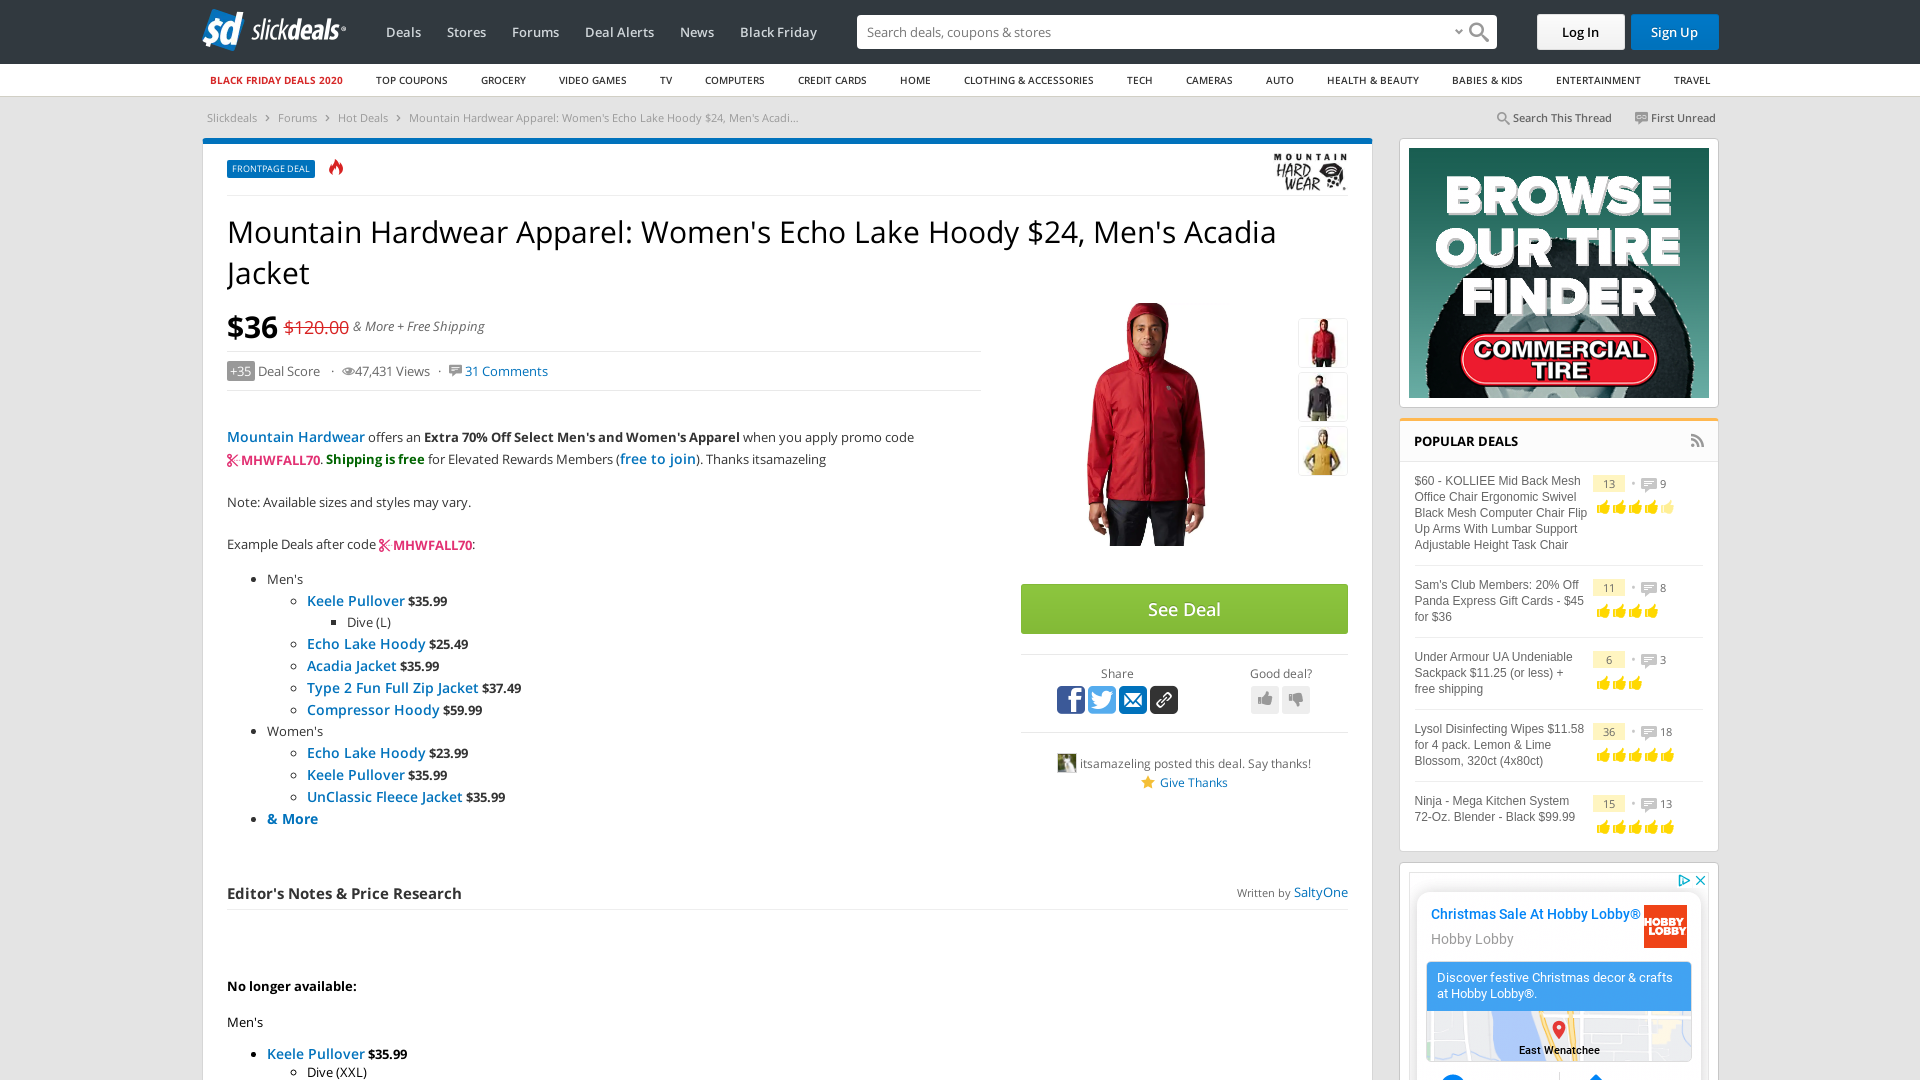 slickdeals
Deals Stores Forums Deal Alerts News Black Friday
Search deals, coupons & stores
Log In Sign Up
BLACK FRIDAY DEALS 2020 TOP COUPONS GROCERY VIDEO GAMES TV COMPUTERS CREDIT CARDS HOME CLOTHING & ACCESSORIES TECH CAMERAS AUTO HEALTH & BEAUTY BABIES & KIDS ENTERTAINMENT TRAVEL
Slickdeals > Forums > Hot Deals > Mountain Hardwear Apparel: Women's Echo Lake Hoody $24, Men's Acadi...
Search This Thread First Unread
FRONTPAGE DEAL
MOUNTAIN
HARD
WEAR
Mountain Hardwear Apparel: Women's Echo Lake Hoody $24, Men's Acadia
Jacket
$36 $120.00 & More + Free Shipping
+35 Deal Score · 47,431 Views · 31 Comments
Mountain Hardwear offers an Extra 70% Off Select Men's and Women's Apparel when you apply promo code
MHWFALL70. Shipping is free for Elevated Rewards Members (free to join). Thanks itsamazeling
Note: Available sizes and styles may vary.
Example Deals after code MHWFALL70:
Men's
Keele Pullover $35.99
Dive (L)
Echo Lake Hoody $25.49
Acadia Jacket $35.99
Type 2 Fun Full Zip Jacket $37.49
Compressor Hoody $59.99
Women's
Echo Lake Hoody $23.99
Keele Pullover $35.99
UnClassic Fleece Jacket $35.99
& More
See Deal
Share Good deal?
itsamazeling posted this deal. Say thanks!
Give Thanks
Editor's Notes & Price Research
Written by SaltyOne
No longer available:
Men's
Keele Pullover $35.99
Dive (XXL)
BROWSE
OUR TIRE
FINDER
COMMERCIAL
TIRE
POPULAR DEALS
$60 - KOLLIEE Mid Back Mesh
Office Chair Ergonomic Swivel
Black Mesh Computer Chair Flip
Up Arms With Lumbar Support
Adjustable Height Task Chair
13 • 9
Sam's Club Members: 20% Off
Panda Express Gift Cards - $45
for $36
11 • 8
Under Armour UA Undeniable
Sackpack $11.25 (or less) +
free shipping
6 • 3
Lysol Disinfecting Wipes $11.58
for 4 pack. Lemon & Lime
Blossom, 320ct (4x80ct)
36 • 18
Ninja - Mega Kitchen System
72-Oz. Blender - Black $99.99
15 • 13
Christmas Sale At Hobby Lobby®
Hobby Lobby
HOBBY
LOBBY
Discover festive Christmas decor & crafts
at Hobby Lobby®.
East Wenatchee